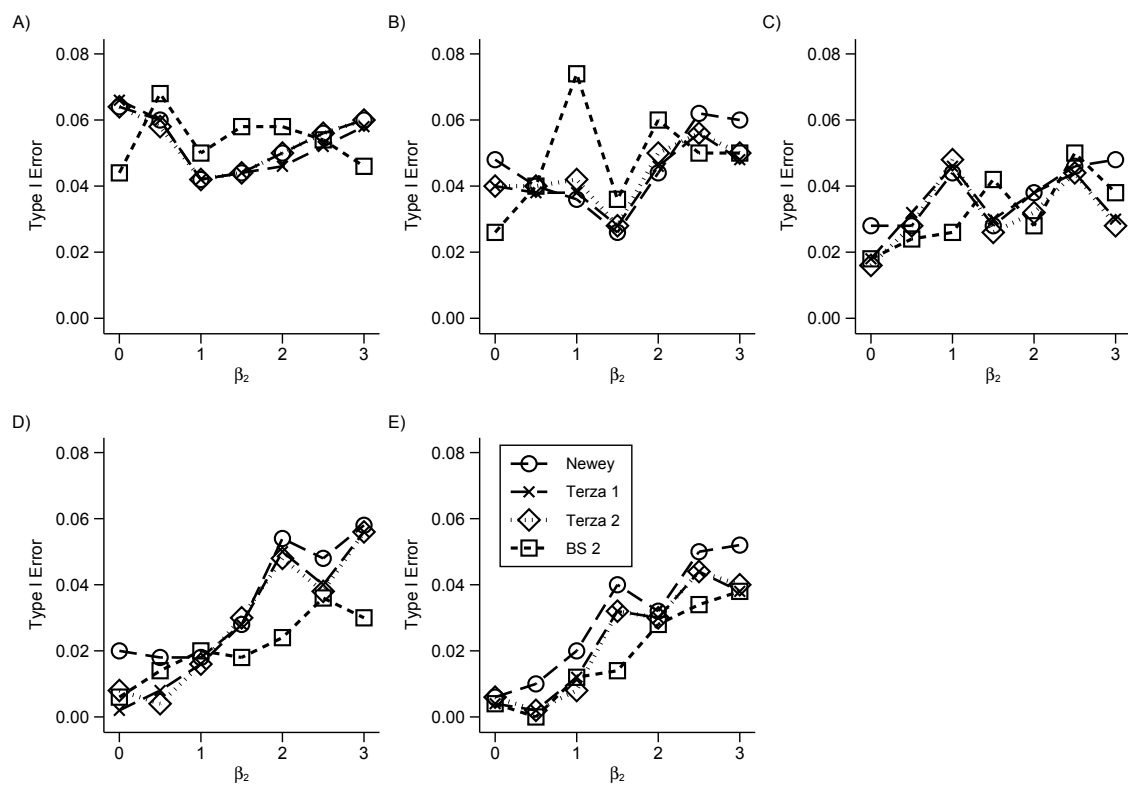 A)
0.08
0.06
0.04
0.02
0.00
Type I Error
0 1 2 3
β₂
B)
0.08
0.06
0.04
0.02
0.00
Type I Error
0 1 2 3
β₂
C)
0.08
0.06
0.04
0.02
0.00
Type I Error
0 1 2 3
β₂
D)
0.08
0.06
0.04
0.02
0.00
Type I Error
0 1 2 3
β₂
E)
0.08
0.06
0.04
0.02
0.00
Type I Error
0 1 2 3
β₂
Newey
Terza 1
Terza 2
BS 2